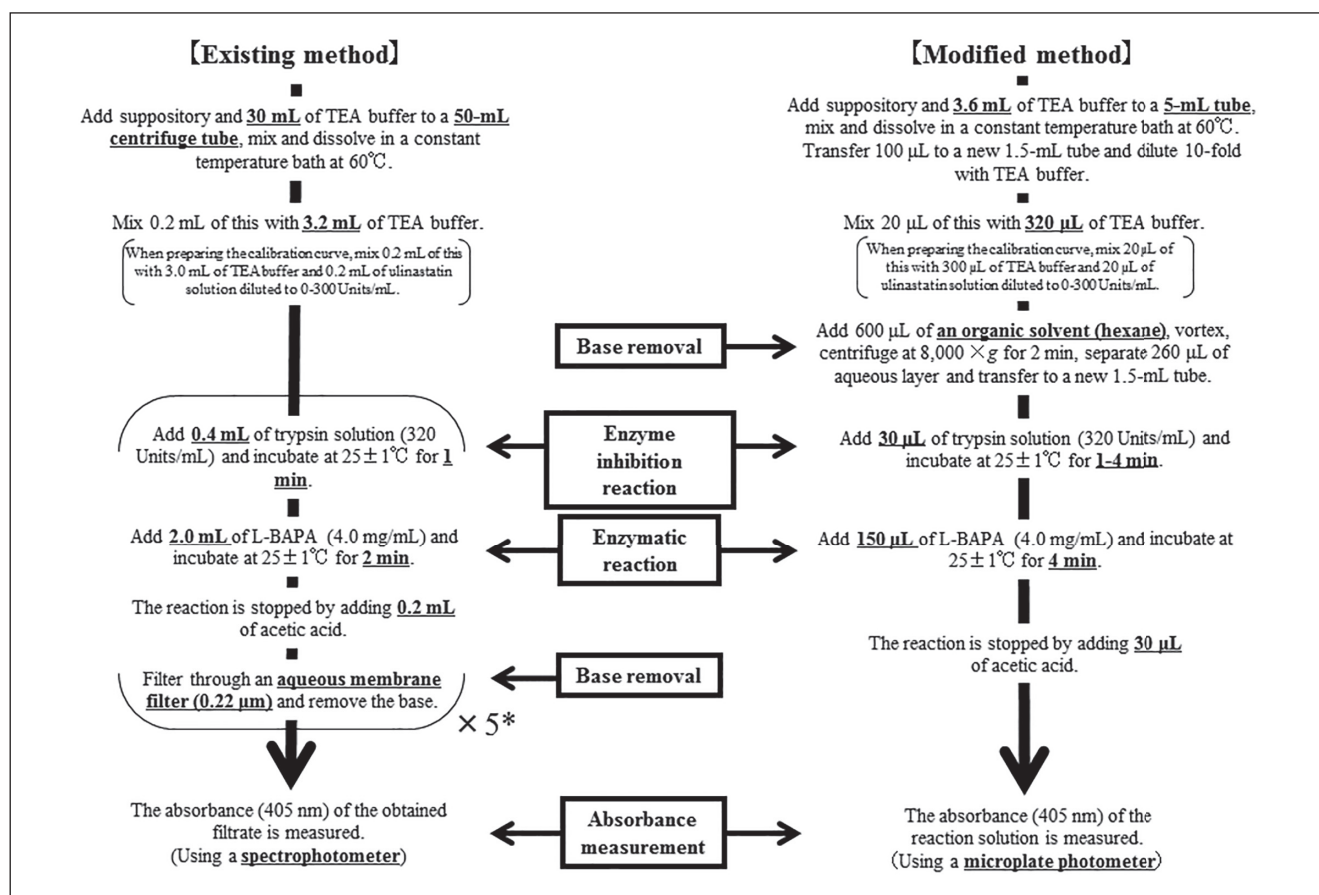 【Existing method】
Add suppository and 30 mL of TEA buffer to a 50-mL
centrifuge tube, mix and dissolve in a constant
temperature bath at 60℃.
Mix 0.2 mL of this with 3.2 mL of TEA buffer.
When preparing the calibration curve, mix 0.2 mL of this
with 3.0 mL of TEA buffer and 0.2 mL of ulinastatin
solution diluted to 0-300 Units/mL.
Add 0.4 mL of trypsin solution (320
Units/mL) and incubate at 25±1℃ for 1
min.
Add 2.0 mL of L-BAPA (4.0 mg/mL) and
incubate at 25±1℃ for 2 min.
The reaction is stopped by adding 0.2 mL
of acetic acid.
Filter through an aqueous membrane
filter (0.22 μm) and remove the base.
×5*
The absorbance (405 nm) of the obtained
filtrate is measured.
(Using a spectrophotometer)
Base removal
Enzyme
inhibition
reaction
Enzymatic
reaction
Base removal
Absorbance
measurement
【Modified method】
Add suppository and 3.6 mL of TEA buffer to a 5-mL tube,
mix and dissolve in a constant temperature bath at 60℃.
Transfer 100 μL to a new 1.5-mL tube and dilute 10-fold
with TEA buffer.
Mix 20 μL of this with 320 μL of TEA buffer.
When preparing the calibration curve, mix 20 μL of
this with 300 μL of TEA buffer and 20 μL of
ulinastatin solution diluted to 0-300 Units/mL.
Add 600 μL of an organic solvent (hexane), vortex,
centrifuge at 8,000 ×g for 2 min, separate 260 μL of
aqueous layer and transfer to a new 1.5-mL tube.
Add 30 μL of trypsin solution (320 Units/mL) and
incubate at 25±1℃ for 1-4 min.
Add 150 μL of L-BAPA (4.0 mg/mL) and incubate at
25±1℃ for 4 min.
The reaction is stopped by adding 30 μL
of acetic acid.
The absorbance (405 nm) of the
reaction solution is measured.
(Using a microplate photometer)